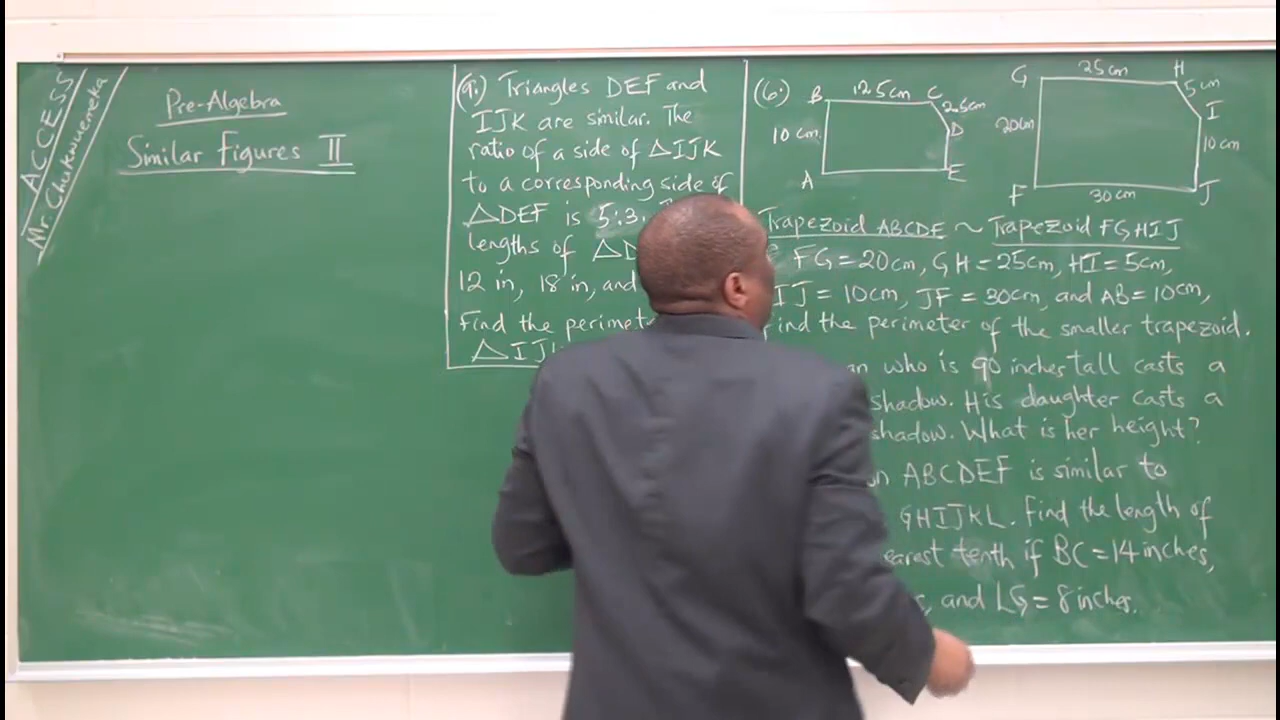 ACCESS
Mr. Chukwuemeka
Pre-Algebra
Similar Figures II
(9.) Triangles DEF and
IJK are similar. The
ratio of a side of △IJK
to a corresponding side of
△DEF is 5:3.
lengths of △D
12 in, 18 in, and
Find the perimete
△IJ
(6.)
B 12.5cm C
2.5cm
D
10 cm
A
E
G 25cm H
5cm
I
20cm
10cm
F 30cm J
Trapezoid ABCDE ~ Trapezoid FGHIJ
FG = 20cm, GH = 25cm, HI = 5cm,
IJ = 10cm, JF = 30cm, and AB = 10cm,
find the perimeter of the smaller trapezoid.
an who is 90 inches tall casts a
shadow. His daughter casts a
shadow. What is her height?
on ABCDEF is similar to
GHIJKL. Find the length of
earest tenth if BC = 14 inches,
s, and LG = 8 inches.